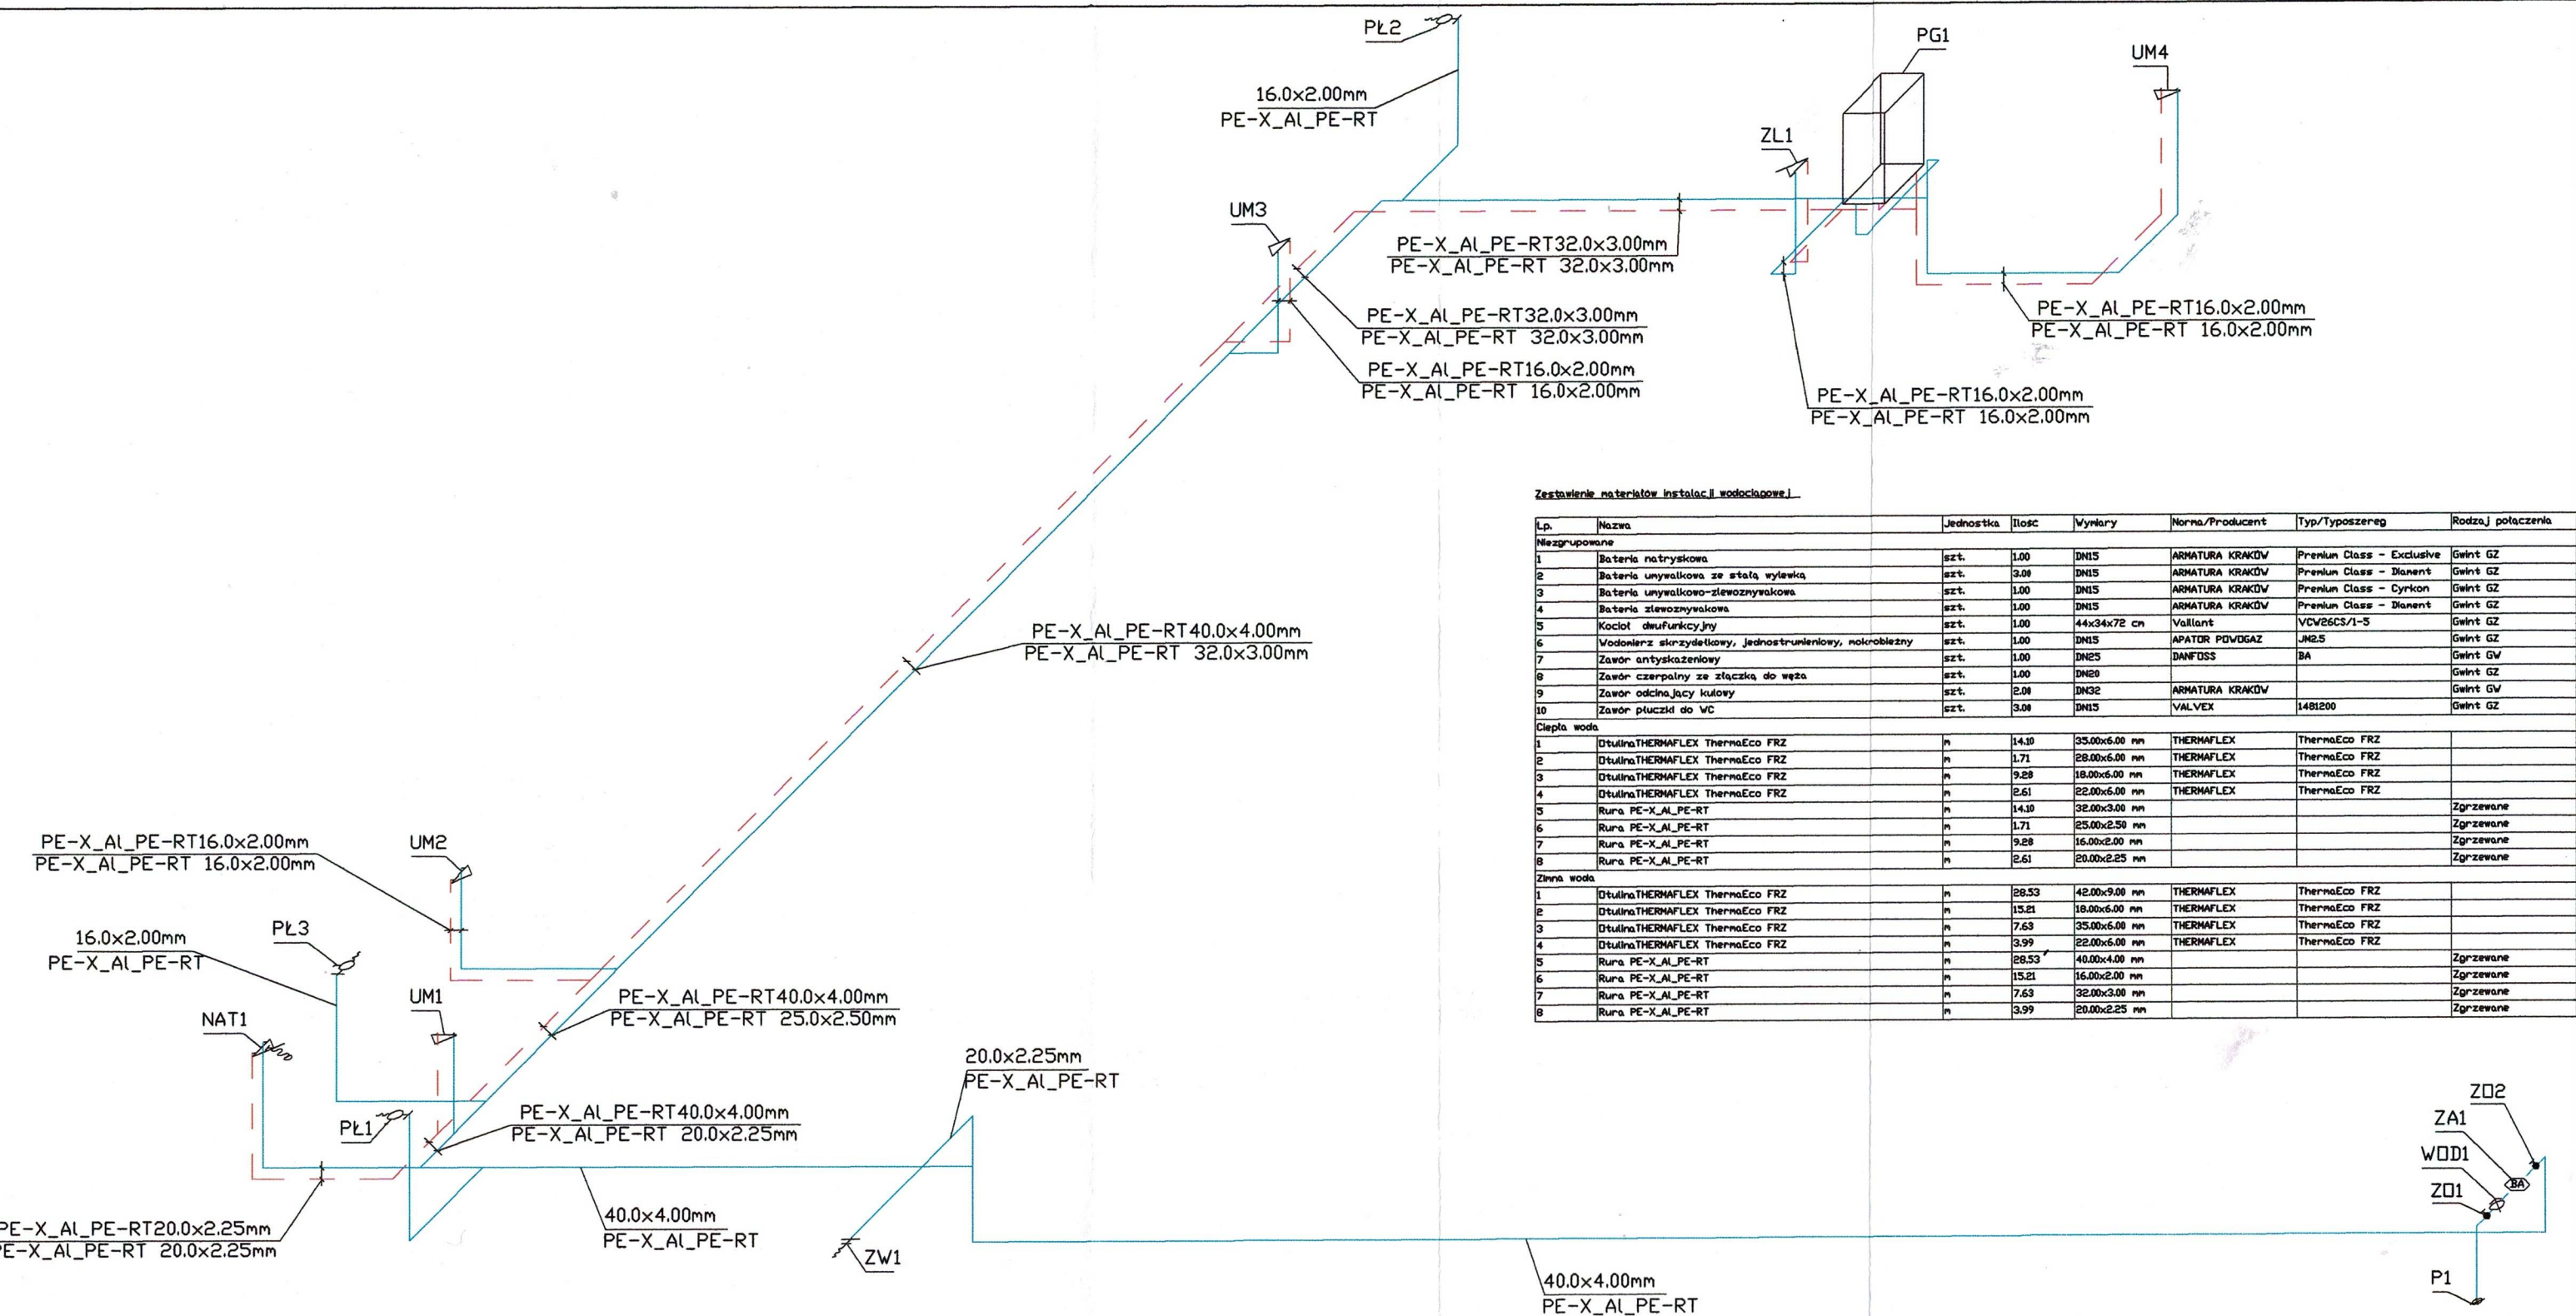 PŁ2
PG1
UM4
16.0x2.00mm
PE-X_Al_PE-RT
ZL1
UM3
PE-X_Al_PE-RT32.0x3.00mm
PE-X_Al_PE-RT 32.0x3.00mm
PE-X_Al_PE-RT32.0x3.00mm
PE-X_Al_PE-RT 32.0x3.00mm
PE-X_Al_PE-RT16.0x2.00mm
PE-X_Al_PE-RT 16.0x2.00mm
PE-X_Al_PE-RT16.0x2.00mm
PE-X_Al_PE-RT 16.0x2.00mm
PE-X_Al_PE-RT16.0x2.00mm
PE-X_Al_PE-RT 16.0x2.00mm
Zestawienie materiałów instalacji wodociągowej
Lp. Nazwa Jednostka Ilość Wymiary Norma/Producent Typ/Typoszereg Rodzaj połączenia
Niezgrupowane
1 Bateria natryskowa szt. 1.00 DN15 ARMATURA KRAKÓW Premium Class - Exclusive Gwint GZ
2 Bateria umywalkowa ze stałą wylewką szt. 3.00 DN15 ARMATURA KRAKÓW Premium Class - Diament Gwint GZ
3 Bateria umywalkowo-zlewozmywakowa szt. 1.00 DN15 ARMATURA KRAKÓW Premium Class - Cyrkon Gwint GZ
4 Bateria zlewozmywakowa szt. 1.00 DN15 ARMATURA KRAKÓW Premium Class - Diament Gwint GZ
5 Kocioł dwufunkcyjny szt. 1.00 44x34x72 cm Vaillant VCW26CS/1-5 Gwint GZ
6 Wodomierz skrzydełkowy, jednostrumieniowy, mokrobieżny szt. 1.00 DN15 APATOR POWOGAZ JM2.5 Gwint GZ
7 Zawór antyskażeniowy szt. 1.00 DN25 DANFOSS BA Gwint GW
8 Zawór czerpalny ze złączką do węża szt. 1.00 DN20 Gwint GZ
9 Zawór odcinający kulowy szt. 2.00 DN32 ARMATURA KRAKÓW Gwint GW
10 Zawór płuczki do WC szt. 3.00 DN15 VALVEX 1481200 Gwint GZ
Ciepła woda
1 OtulinaTHERMAFLEX ThermaEco FRZ m 14.10 35.00x6.00 mm THERMAFLEX ThermaEco FRZ
2 OtulinaTHERMAFLEX ThermaEco FRZ m 1.71 28.00x6.00 mm THERMAFLEX ThermaEco FRZ
3 OtulinaTHERMAFLEX ThermaEco FRZ m 9.28 18.00x6.00 mm THERMAFLEX ThermaEco FRZ
4 OtulinaTHERMAFLEX ThermaEco FRZ m 2.61 22.00x6.00 mm THERMAFLEX ThermaEco FRZ
5 Rura PE-X_Al_PE-RT m 14.10 32.00x3.00 mm Zgrzewane
6 Rura PE-X_Al_PE-RT m 1.71 25.00x2.50 mm Zgrzewane
7 Rura PE-X_Al_PE-RT m 9.28 16.00x2.00 mm Zgrzewane
8 Rura PE-X_Al_PE-RT m 2.61 20.00x2.25 mm Zgrzewane
Zimna woda
1 OtulinaTHERMAFLEX ThermaEco FRZ m 28.53 42.00x9.00 mm THERMAFLEX ThermaEco FRZ
2 OtulinaTHERMAFLEX ThermaEco FRZ m 15.21 18.00x6.00 mm THERMAFLEX ThermaEco FRZ
3 OtulinaTHERMAFLEX ThermaEco FRZ m 7.63 35.00x6.00 mm THERMAFLEX ThermaEco FRZ
4 OtulinaTHERMAFLEX ThermaEco FRZ m 3.99 22.00x6.00 mm THERMAFLEX ThermaEco FRZ
5 Rura PE-X_Al_PE-RT m 28.53 40.00x4.00 mm Zgrzewane
6 Rura PE-X_Al_PE-RT m 15.21 16.00x2.00 mm Zgrzewane
7 Rura PE-X_Al_PE-RT m 7.63 32.00x3.00 mm Zgrzewane
8 Rura PE-X_Al_PE-RT m 3.99 20.00x2.25 mm Zgrzewane
PE-X_Al_PE-RT40.0x4.00mm
PE-X_Al_PE-RT 32.0x3.00mm
PE-X_Al_PE-RT16.0x2.00mm
PE-X_Al_PE-RT 16.0x2.00mm
UM2
16.0x2.00mm
PE-X_Al_PE-RT
PŁ3
UM1
NAT1
PE-X_Al_PE-RT40.0x4.00mm
PE-X_Al_PE-RT 25.0x2.50mm
20.0x2.25mm
PE-X_Al_PE-RT
PŁ1
PE-X_Al_PE-RT40.0x4.00mm
PE-X_Al_PE-RT 20.0x2.25mm
ZO2
ZA1
WOD1
BA
ZO1
PE-X_Al_PE-RT20.0x2.25mm
PE-X_Al_PE-RT 20.0x2.25mm
40.0x4.00mm
PE-X_Al_PE-RT
ZW1
40.0x4.00mm
PE-X_Al_PE-RT
P1